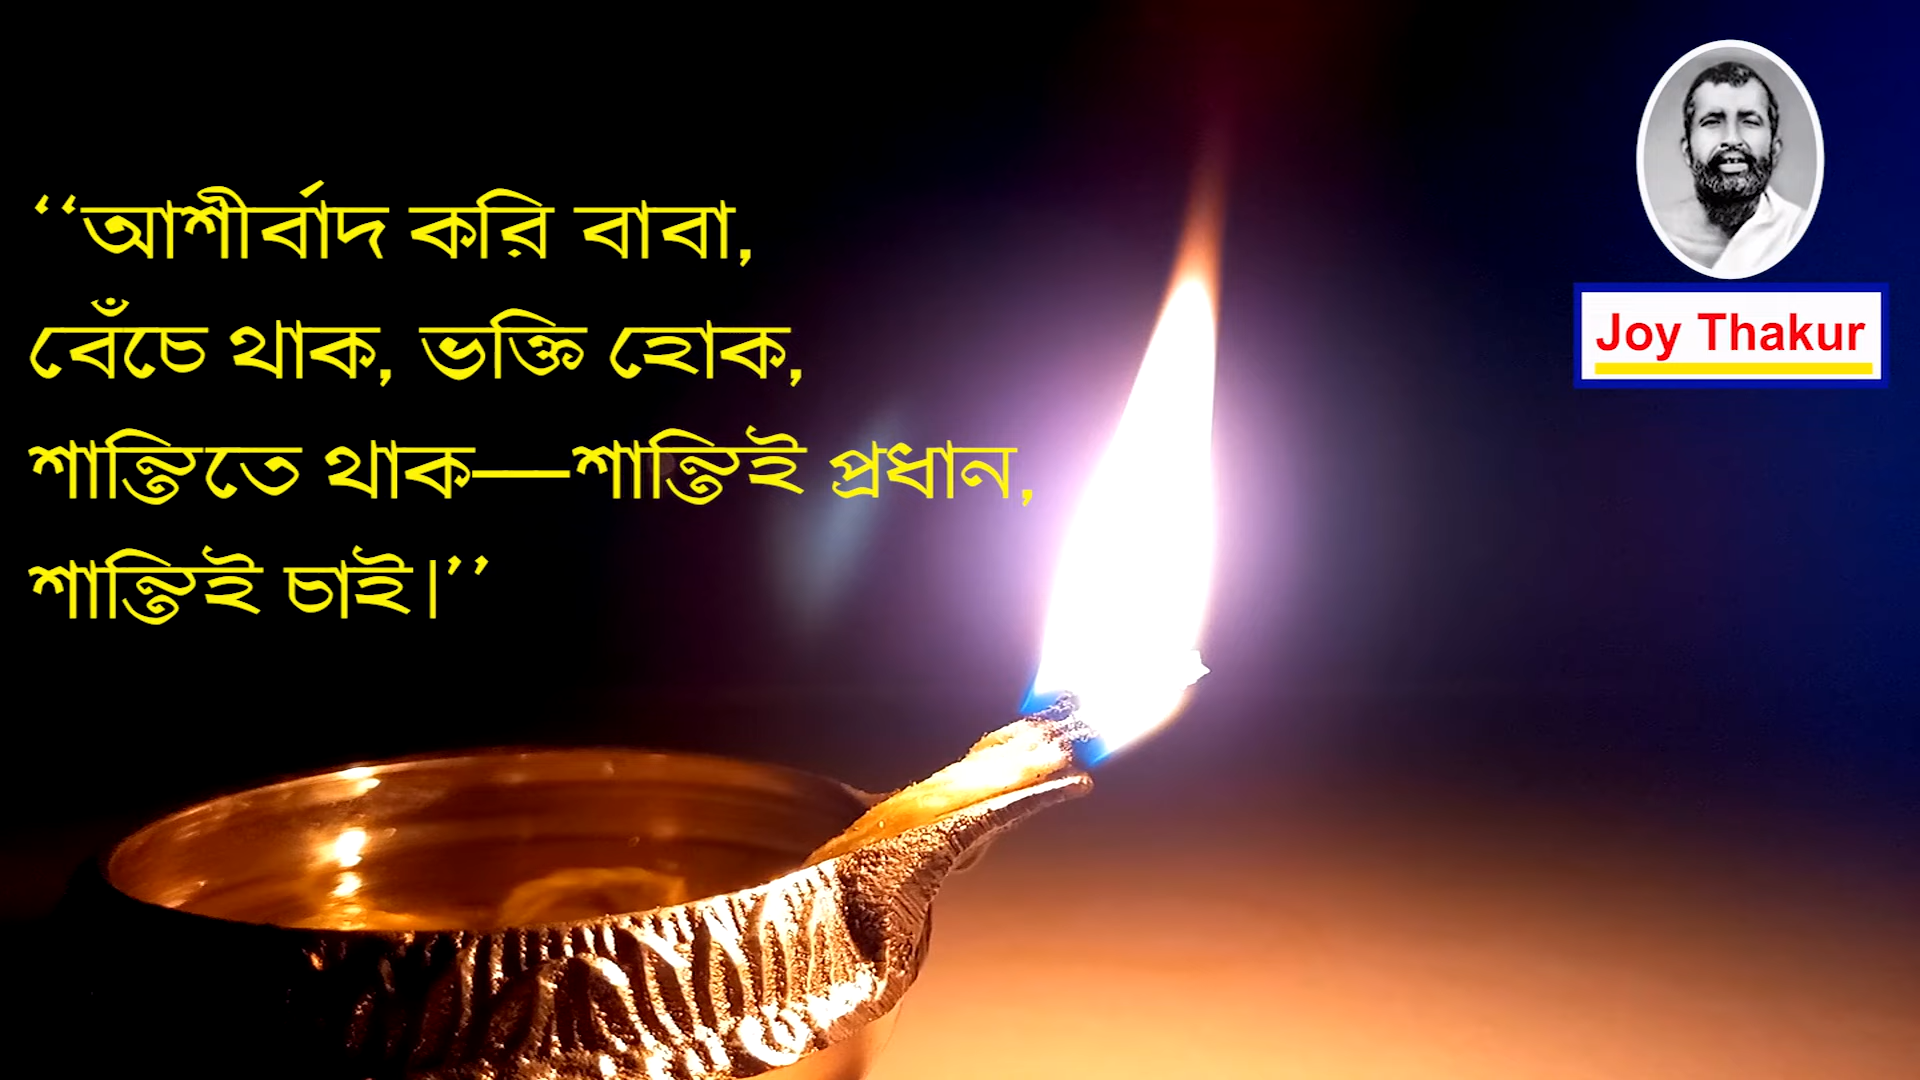 ‘‘আশীর্বাদ করি বাবা,
বেঁচে থাক, ভক্তি হোক,
শান্তিতে থাক—শান্তিই প্রধান,
শান্তিই চাই।’’
Joy Thakur